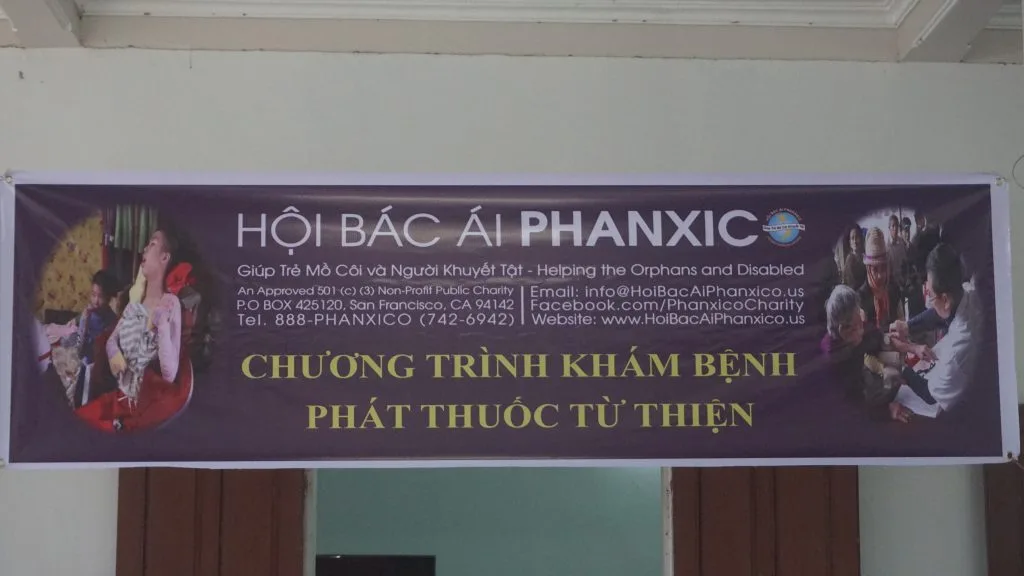 HỘI BÁC ÁI PHANXICO
Giúp Trẻ Mồ Côi và Người Khuyết Tật - Helping the Orphans and Disabled
An Approved 501 (c) (3) Non-Profit Public Charity
P.O BOX 425120, San Francisco, CA 94142
Tel. 888-PHANXICO (742-6942)
Email: info@HoiBacAiPhanxico.us
Facebook.com/PhanxicoCharity
Website: www.HoiBacAiPhanxico.us
CHƯƠNG TRÌNH KHÁM BỆNH
PHÁT THUỐC TỪ THIỆN